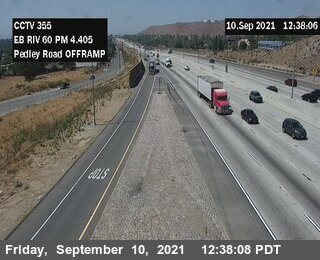 CCTV 355
EB RIV 60 PM 4.405
Pedley Road OFFRAMP
10.Sep 2021 12:38:06
STOP
Friday, September 10, 2021 12:38:08 PDT